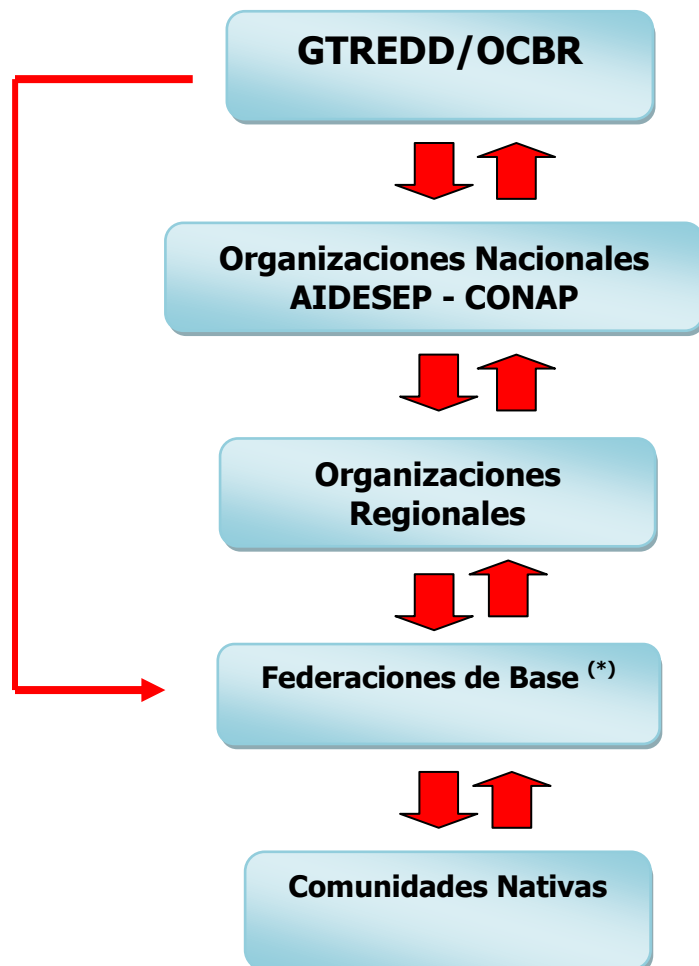 GTREDD/OCBR
Organizaciones Nacionales
AIDESEP - CONAP
Organizaciones
Regionales
Federaciones de Base (*)
Comunidades Nativas